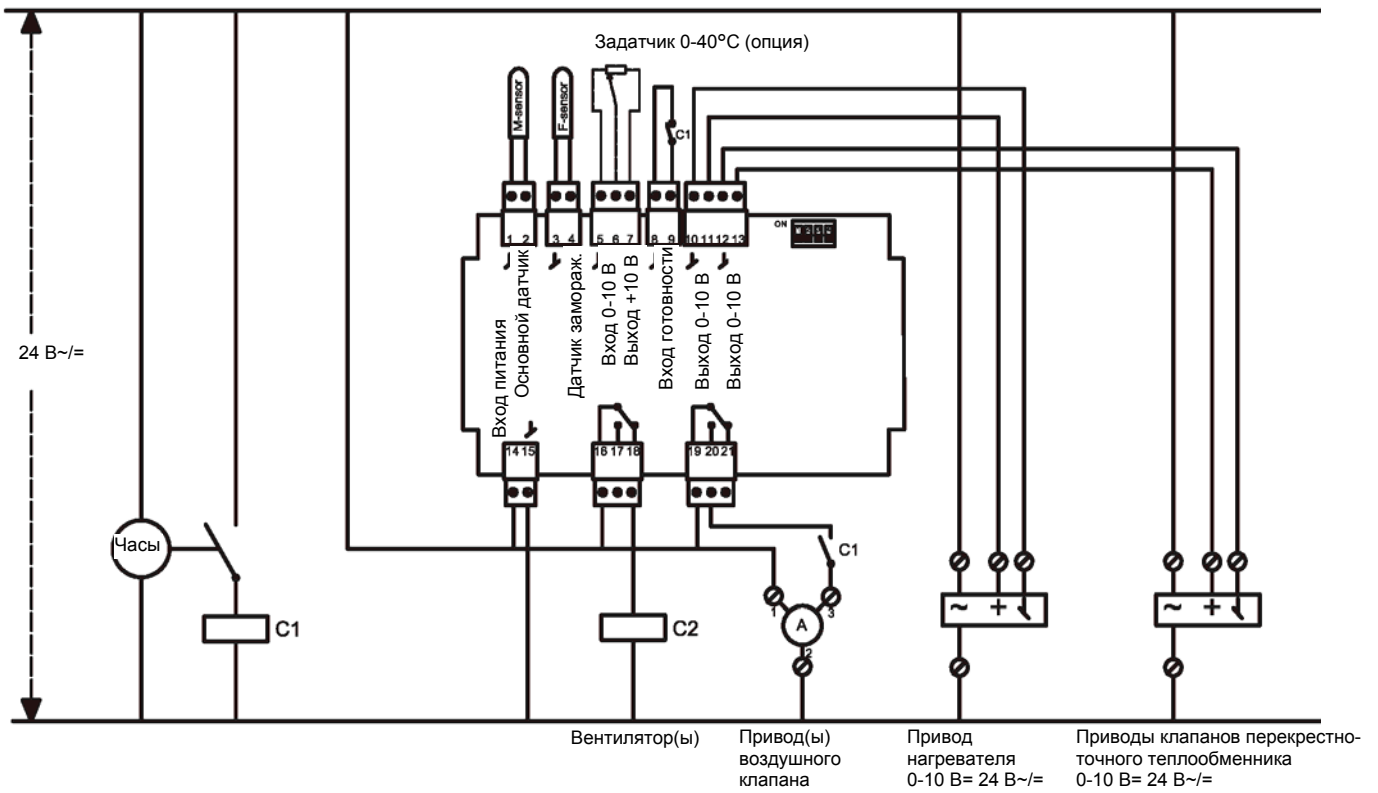 Задатчик 0-40°C (опция)
M-sensor
F-sensor
C1
ON
1 2
3 4
5 6 7
8 9
10 11 12 13
Вход питания
Основной датчик
Датчик замораж.
Вход 0-10 В
Выход +10 В
Вход готовности
Выход 0-10 В
Выход 0-10 В
24 В~/=
14 15
16 17 18
19 20 21
Часы
C1
C2
C1
1
3
A
2
~ +
~ +
Вентилятор(ы)
Привод(ы)
воздушного
клапана
Привод
нагревателя
0-10 В= 24 В~/=
Приводы клапанов перекрестно-
точного теплообменника
0-10 В= 24 В~/=